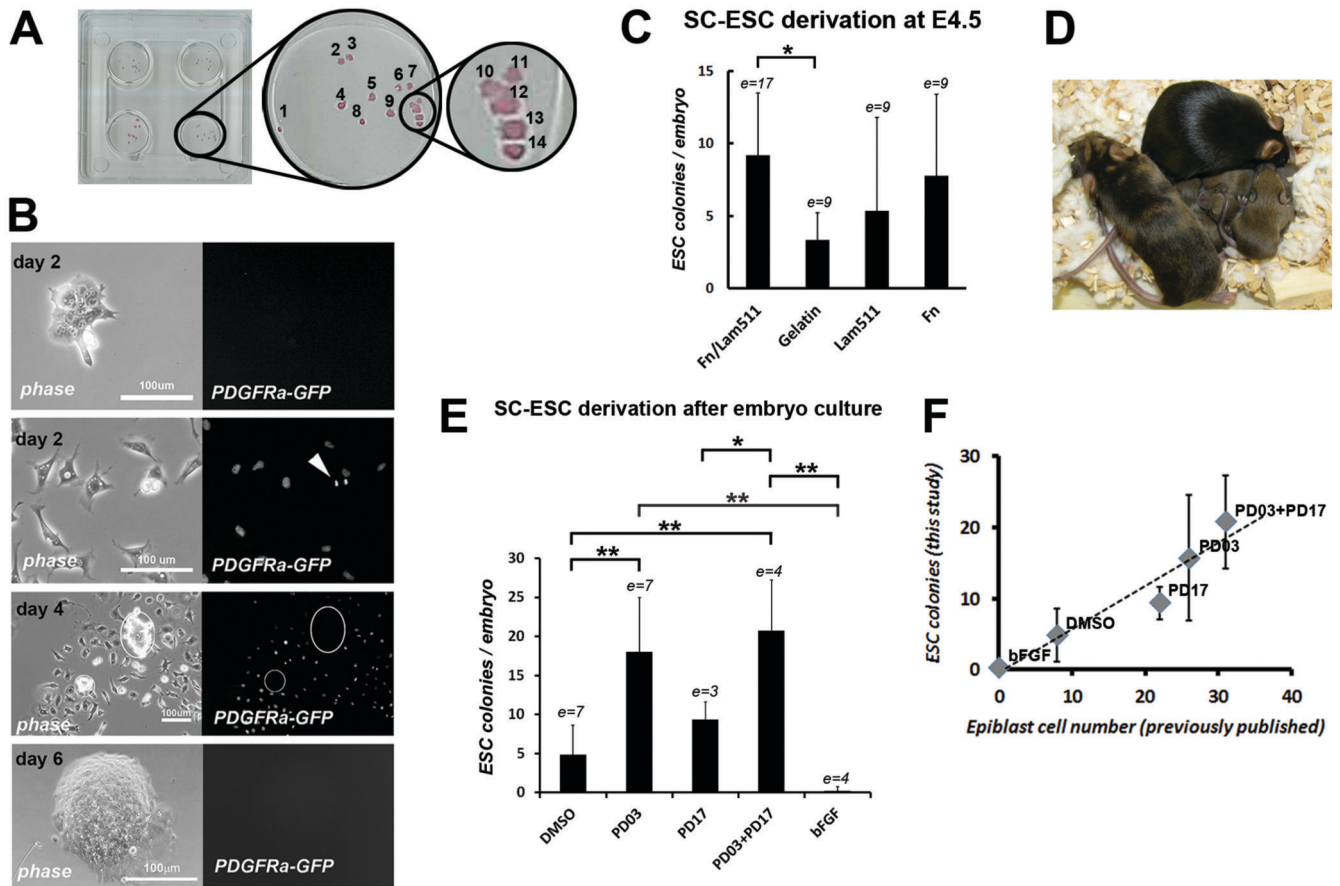 A
1
2 3
4
5
6 7
8
9
10
11
12
13
14
B
day 2
phase
100um
PDGFRa-GFP
day 2
phase
100 um
PDGFRa-GFP
day 4
phase
100um
PDGFRa-GFP
day 6
phase
100μm
PDGFRa-GFP
C
SC-ESC derivation at E4.5
*
ESC colonies / embryo
15
10
5
0
e=17
e=9
e=9
e=9
Fn/Lam511
Gelatin
Lam511
Fn
D
E
SC-ESC derivation after embryo culture
*
**
**
**
**
ESC colonies / embryo
30
25
20
15
10
5
0
e=7
e=7
e=3
e=4
e=4
DMSO
PD03
PD17
PD03+PD17
bFGF
F
ESC colonies (this study)
30
20
10
0
PD03+PD17
PD03
PD17
DMSO
bFGF
0 10 20 30 40
Epiblast cell number (previously published)